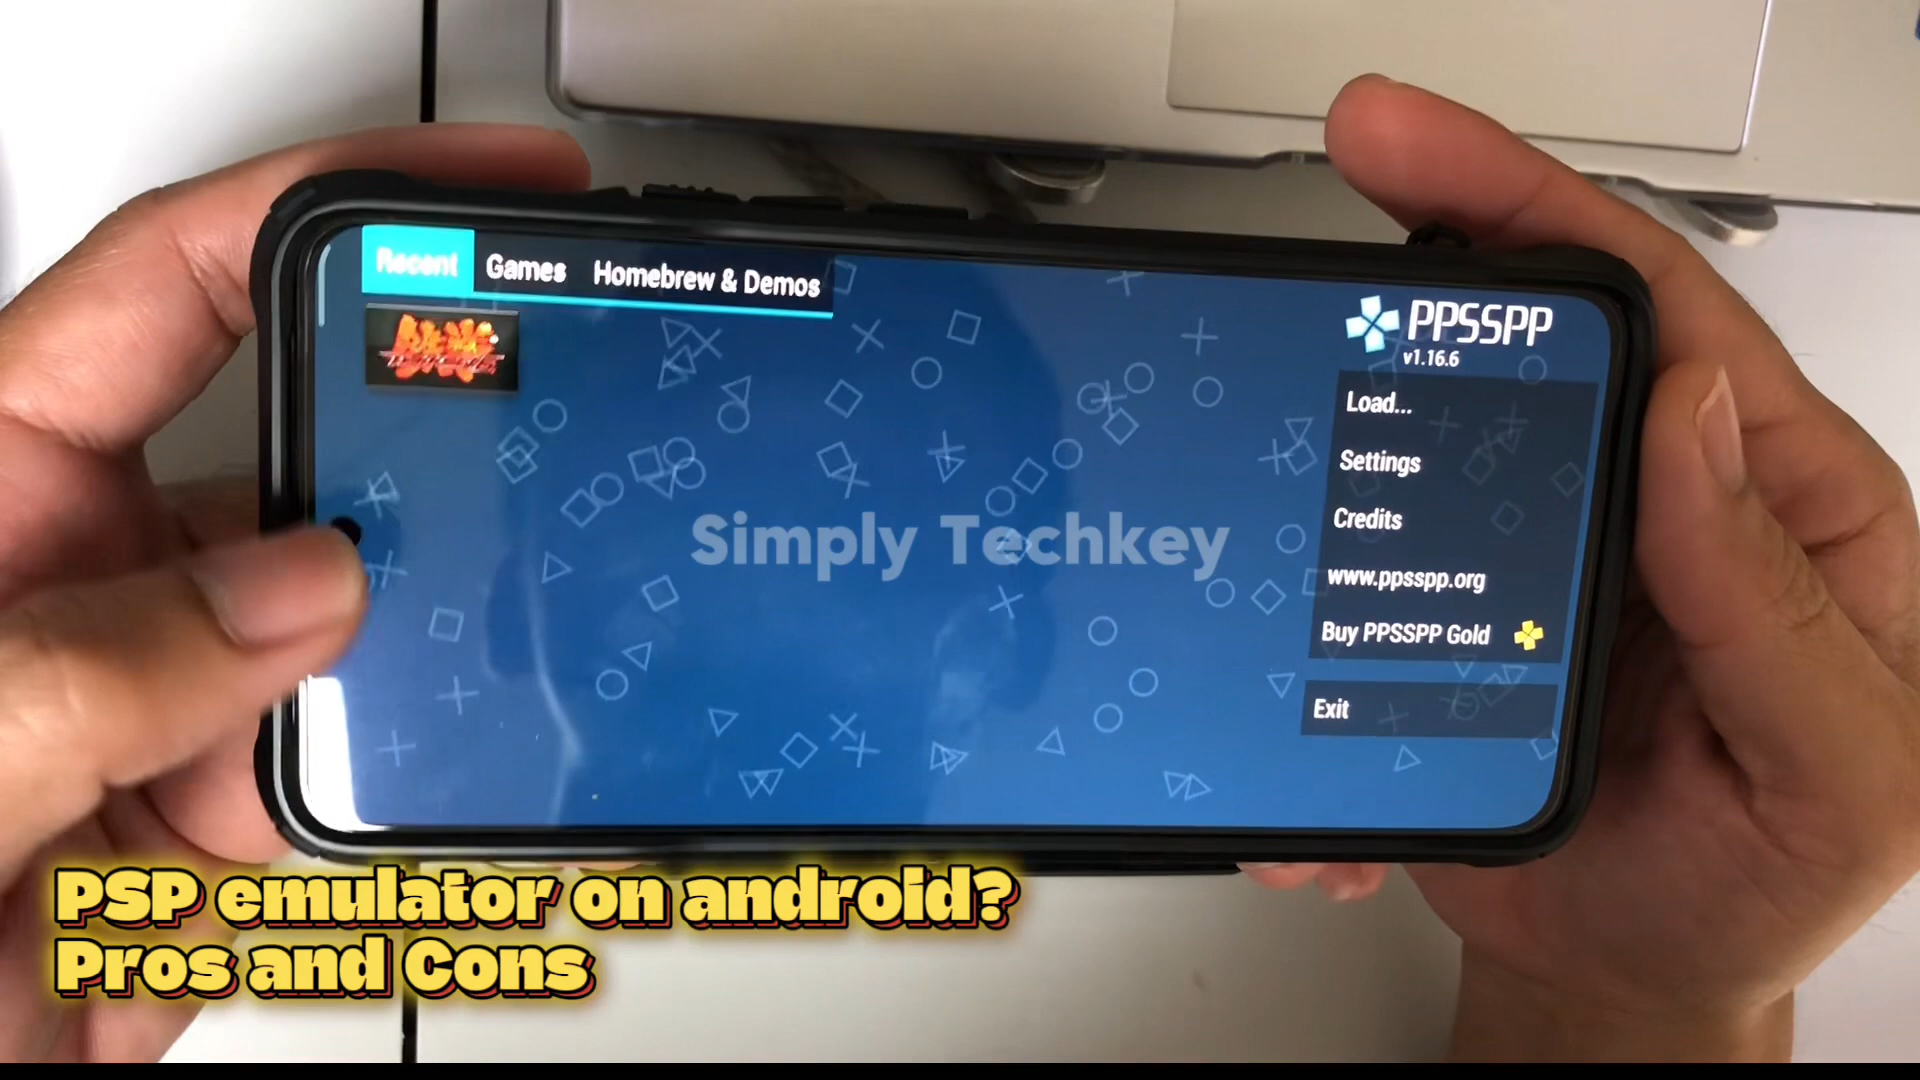 Recent Games Homebrew & Demos
PPSSPP
v1.16.6
Load...
Settings
Credits
www.ppsspp.org
Buy PPSSPP Gold
Exit
Simply Techkey
PSP emulator on android?
Pros and Cons